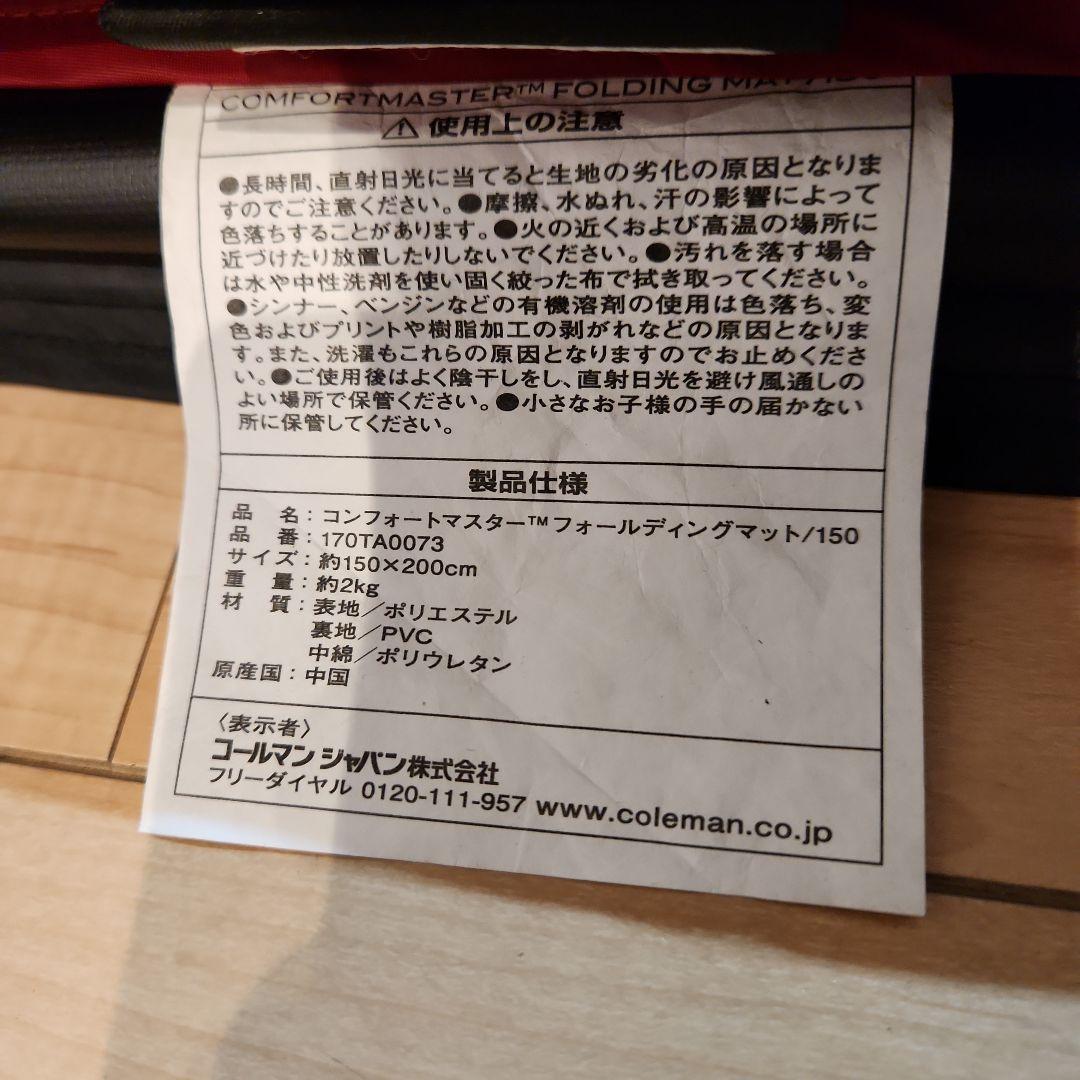 COMFORTMASTER™ FOLDING MAT/150
⚠ 使用上の注意
●長時間、直射日光に当てると生地の劣化の原因となりま
すのでご注意ください。●摩擦、水ぬれ、汗の影響によって
色落ちすることがあります。●火の近くおよび高温の場所に
近づけたり放置したりしないでください。●汚れを落す場合
は水や中性洗剤を使い固く絞った布で拭き取ってください。
●シンナー、ベンジンなどの有機溶剤の使用は色落ち、変
色およびプリントや樹脂加工の剥がれなどの原因となりま
す。また、洗濯もこれらの原因となりますのでお止めくださ
い。●ご使用後はよく陰干しをし、直射日光を避け風通しの
よい場所で保管ください。●小さなお子様の手の届かない
所に保管してください。
製品仕様
品 名：コンフォートマスター™フォールディングマット/150
品 番：170TA0073
サイズ：約150×200cm
重 量：約2kg
材 質：表地／ポリエステル
裏地／PVC
中綿／ポリウレタン
原産国：中国
〈表示者〉
コールマン ジャパン株式会社
フリーダイヤル 0120-111-957 www.coleman.co.jp